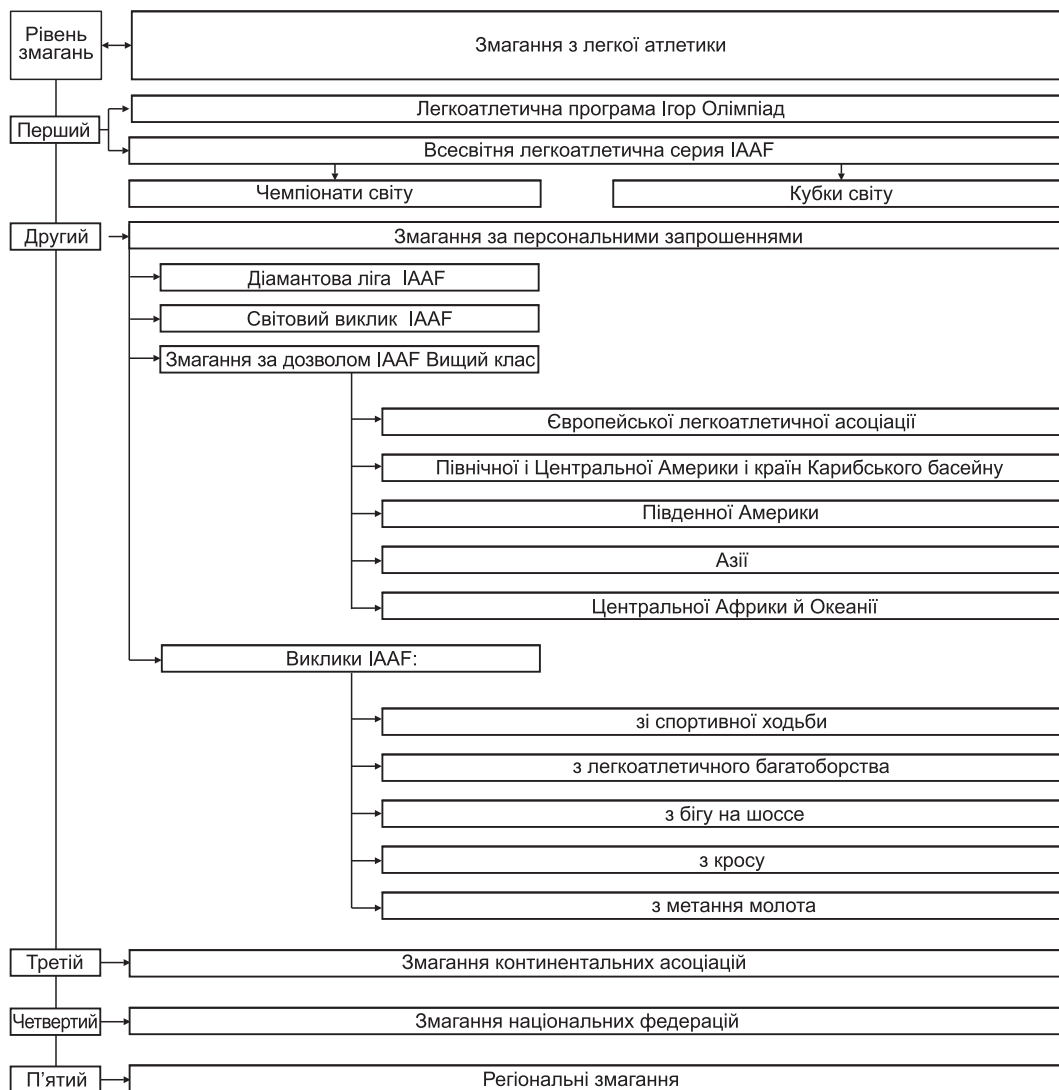 Рівень
змагань
Змагання з легкої атлетики
Перший
Легкоатлетична програма Ігор Олімпіад
Всесвітня легкоатлетична серия IAAF
Чемпіонати світу
Кубки світу
Другий
Змагання за персональними запрошеннями
Діамантова ліга IAAF
Світовий виклик IAAF
Змагання за дозволом IAAF Вищий клас
Європейської легкоатлетичної асоціації
Північної і Центральної Америки і країн Карибського басейну
Південної Америки
Азії
Центральної Африки й Океанії
Виклики IAAF:
зі спортивної ходьби
з легкоатлетичного багатоборства
з бігу на шоссе
з кросу
з метання молота
Третій
Змагання континентальних асоціацій
Четвертий
Змагання національних федерацій
П'ятий
Регіональні змагання